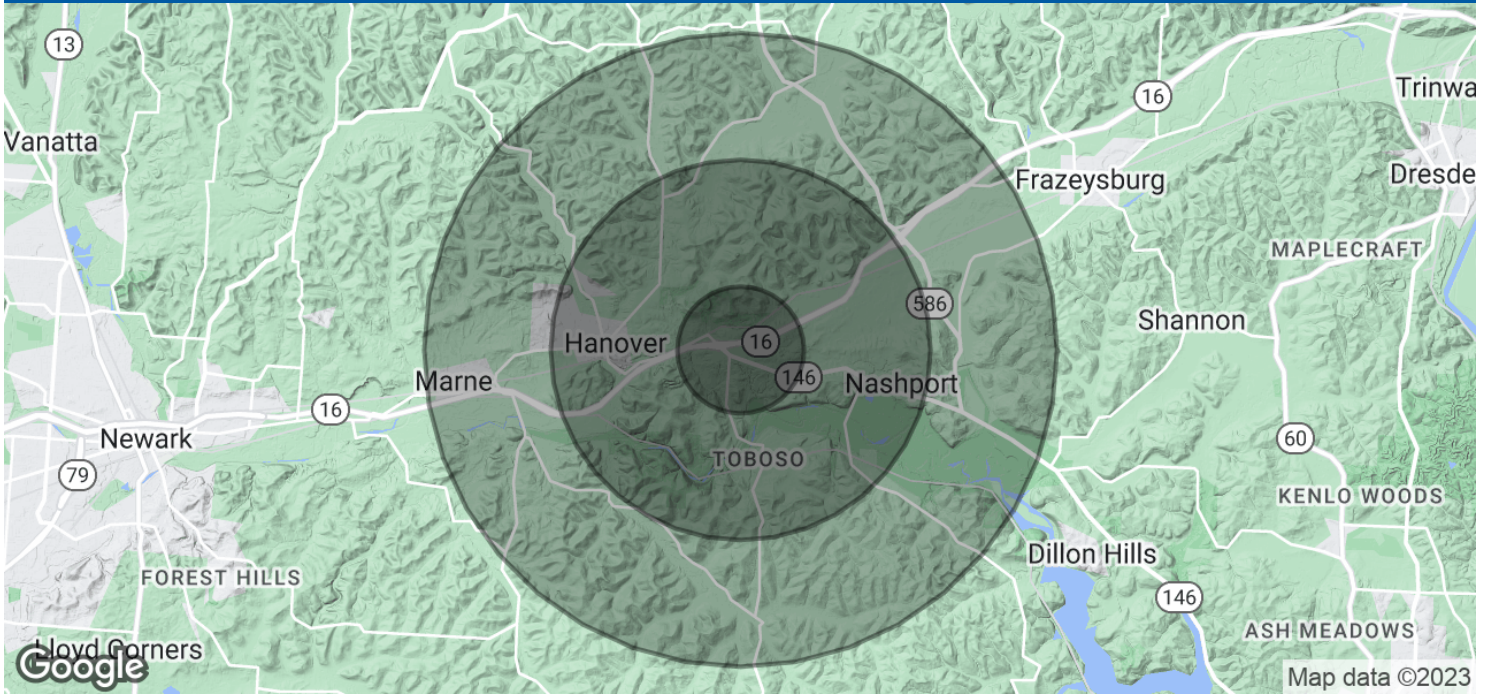 13
Trinwa
16
Vanatta
Dresde
Frazeysburg
MAPLECRAFT
586
Shannon
Hanover
16
146
Marne
Nashport
16
Newark
60
TOBOSO
79
KENLO WOODS
Dillon Hills
FOREST HILLS
146
ASH MEADOWS
Lloyd Corners
Google
Map data ©2023